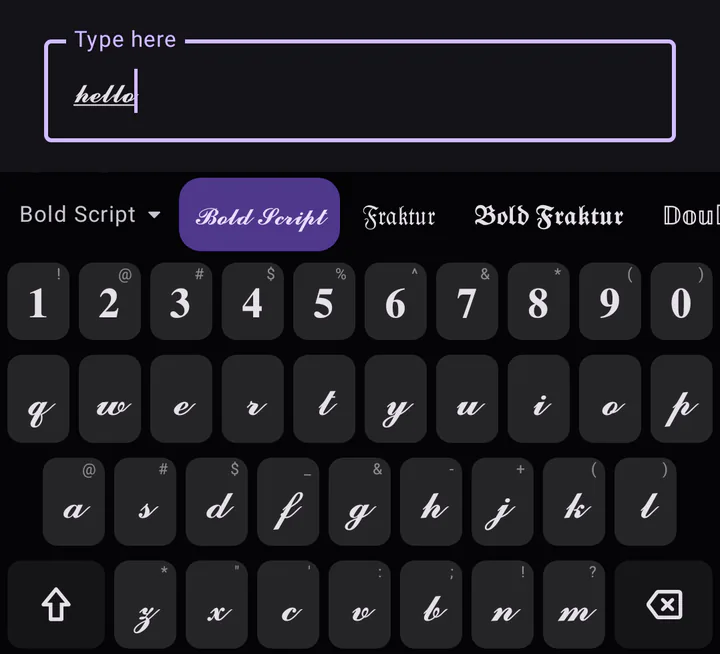 Type here
𝓱𝓮𝓵𝓵𝓸
Bold Script 𝓑𝓸𝓵𝓭 𝓢𝓬𝓻𝓲𝓹𝓽 𝔉𝔯𝔞𝔨𝔱𝔲𝔯 𝕭𝖔𝖑𝖉 𝕱𝖗𝖆𝖐𝖙𝖚𝖗
! @ # $ % ^ & * ( )
𝟏 𝟐 𝟑 𝟒 𝟓 𝟔 𝟕 𝟖 𝟗 𝟎
𝓺 𝔀 𝓮 𝓻 𝓽 𝔂 𝓾 𝓲 𝓸 𝓹
@ # $ _ & - + ( )
𝓪 𝓼 𝓭 𝓯 𝓰 𝓱 𝓳 𝓴 𝓵
* " ' : ; ! ?
𝔃 𝔁 𝓬 𝓿 𝓫 𝓷 𝓶